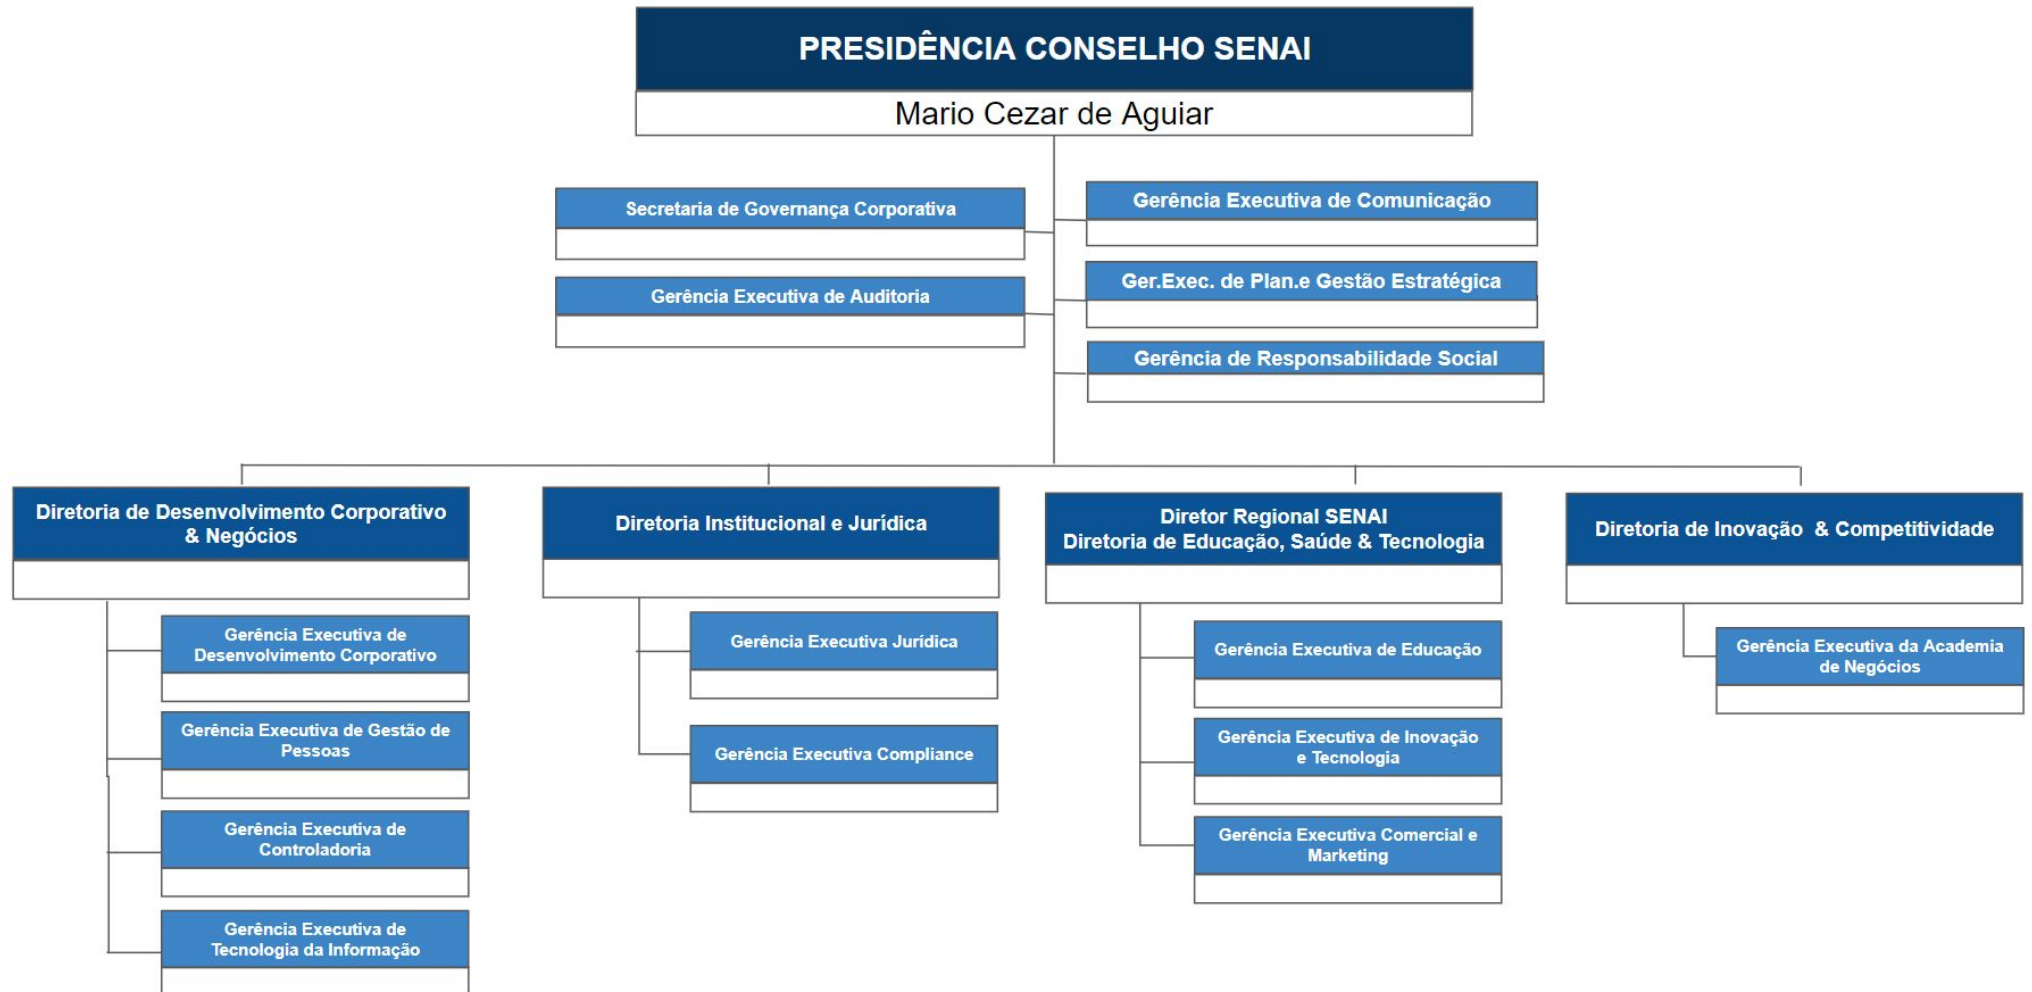 PRESIDÊNCIA CONSELHO SENAI
Mario Cezar de Aguiar
Secretaria de Governança Corporativa
Gerência Executiva de Auditoria
Gerência Executiva de Comunicação
Ger.Exec. de Plan.e Gestão Estratégica
Gerência de Responsabilidade Social
Diretoria de Desenvolvimento Corporativo
& Negócios
Gerência Executiva de
Desenvolvimento Corporativo
Gerência Executiva de Gestão de
Pessoas
Gerência Executiva de
Controladoria
Gerência Executiva de
Tecnologia da Informação
Diretoria Institucional e Jurídica
Gerência Executiva Jurídica
Gerência Executiva Compliance
Diretor Regional SENAI
Diretoria de Educação, Saúde & Tecnologia
Gerência Executiva de Educação
Gerência Executiva de Inovação
e Tecnologia
Gerência Executiva Comercial e
Marketing
Diretoria de Inovação & Competitividade
Gerência Executiva da Academia
de Negócios